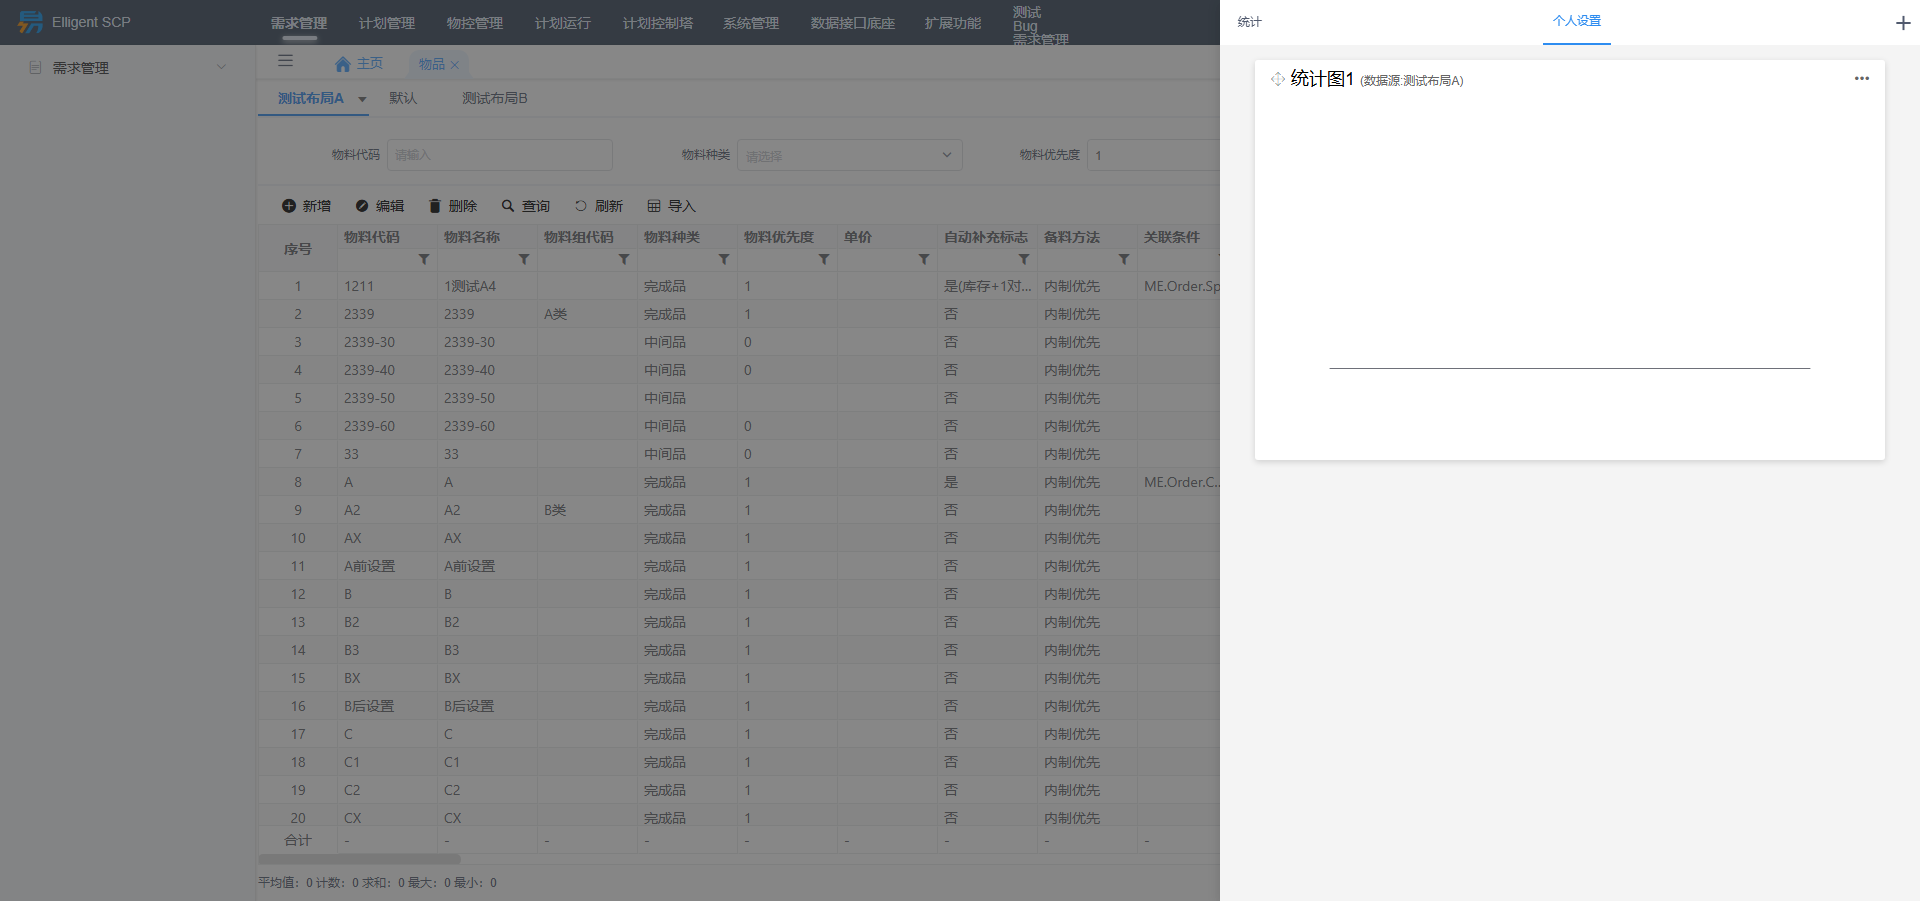 Elligent SCP
需求管理 计划管理 物控管理 计划运行 计划控制塔 系统管理 数据接口底座 扩展功能 测试
Bug
需求管理
统计 个人设置
需求管理
主页 物品
测试布局A 默认 测试布局B
物料代码 请输入 物料种类 请选择 物料优先度 1
新增 编辑 删除 查询 刷新 导入
序号 物料代码 物料名称 物料组代码 物料种类 物料优先度 单价 自动补充标志 备料方法 关联条件
1 1211 1测试A4 完成品 1 是(库存+1对... 内制优先 ME.Order.Sp
2 2339 2339 A类 完成品 1 否 内制优先
3 2339-30 2339-30 中间品 0 否 内制优先
4 2339-40 2339-40 中间品 0 否 内制优先
5 2339-50 2339-50 中间品 否 内制优先
6 2339-60 2339-60 中间品 0 否 内制优先
7 33 33 中间品 0 否 内制优先
8 A A 完成品 1 是 内制优先 ME.Order.C...
9 A2 A2 B类 完成品 1 否 内制优先
10 AX AX 完成品 1 否 内制优先
11 A前设置 A前设置 完成品 1 否 内制优先
12 B B 完成品 1 否 内制优先
13 B2 B2 完成品 1 否 内制优先
14 B3 B3 完成品 1 否 内制优先
15 BX BX 完成品 1 否 内制优先
16 B后设置 B后设置 完成品 1 否 内制优先
17 C C 完成品 1 否 内制优先
18 C1 C1 完成品 1 否 内制优先
19 C2 C2 完成品 1 否 内制优先
20 CX CX 完成品 1 否 内制优先
合计 - - - - - - - - -
平均值: 0 计数: 0 求和: 0 最大: 0 最小: 0
统计图1 (数据源:测试布局A)